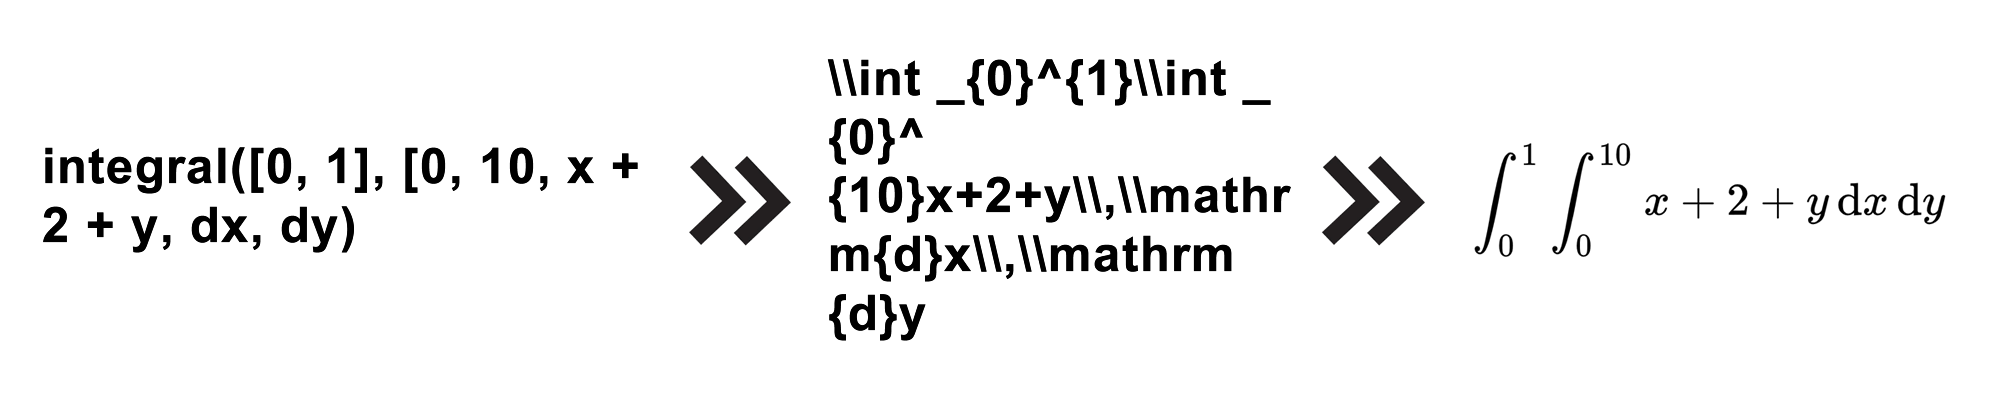 integral([0, 1], [0, 10, x +
2 + y, dx, dy)
\\int _{0}^{1}\\int _
{0}^
{10}x+2+y\\,\\mathr
m{d}x\\,\\mathrm
{d}y
∫₀¹ ∫₀¹⁰ x + 2 + y dx dy